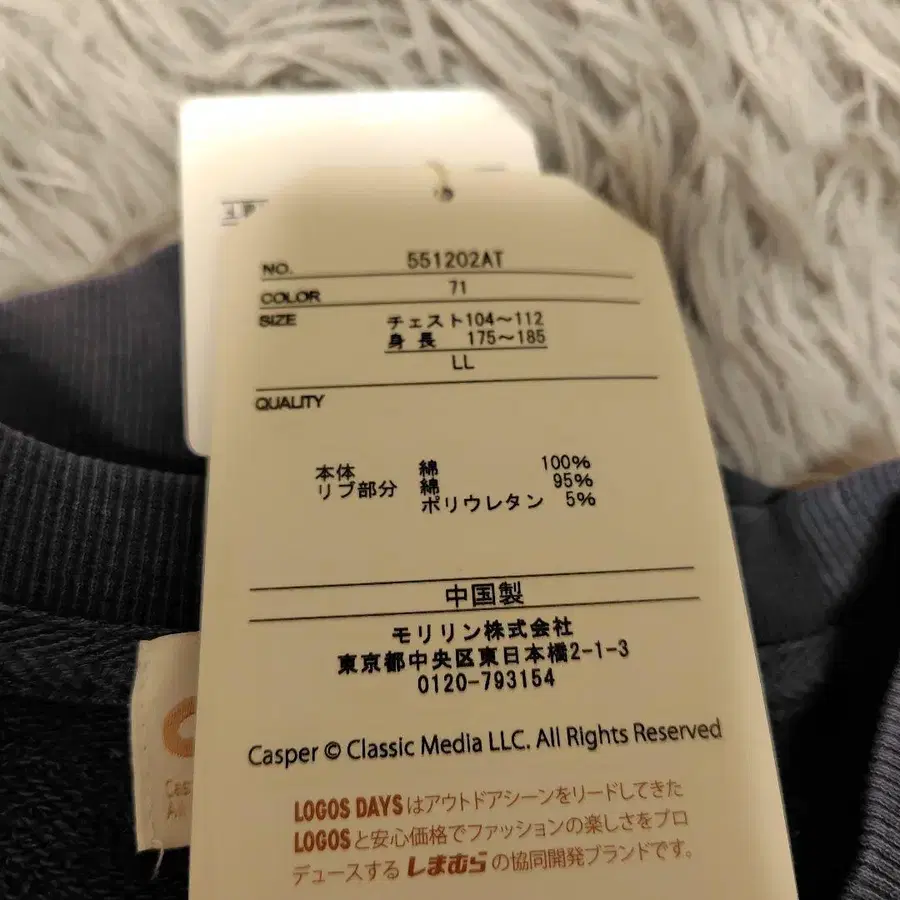 NO. 551202AT
COLOR 71
SIZE チェスト104～112
身長 175～185
LL
QUALITY
本体 綿 100%
リブ部分 綿 95%
ポリウレタン 5%
中国製
モリリン株式会社
東京都中央区東日本橋2-1-3
0120-793154
Casper © Classic Media LLC. All Rights Reserved
LOGOS DAYSはアウトドアシーンをリードしてきた
LOGOSと安心価格でファッションの楽しさをプロ
デュースする しまむら の協同開発ブランドです。